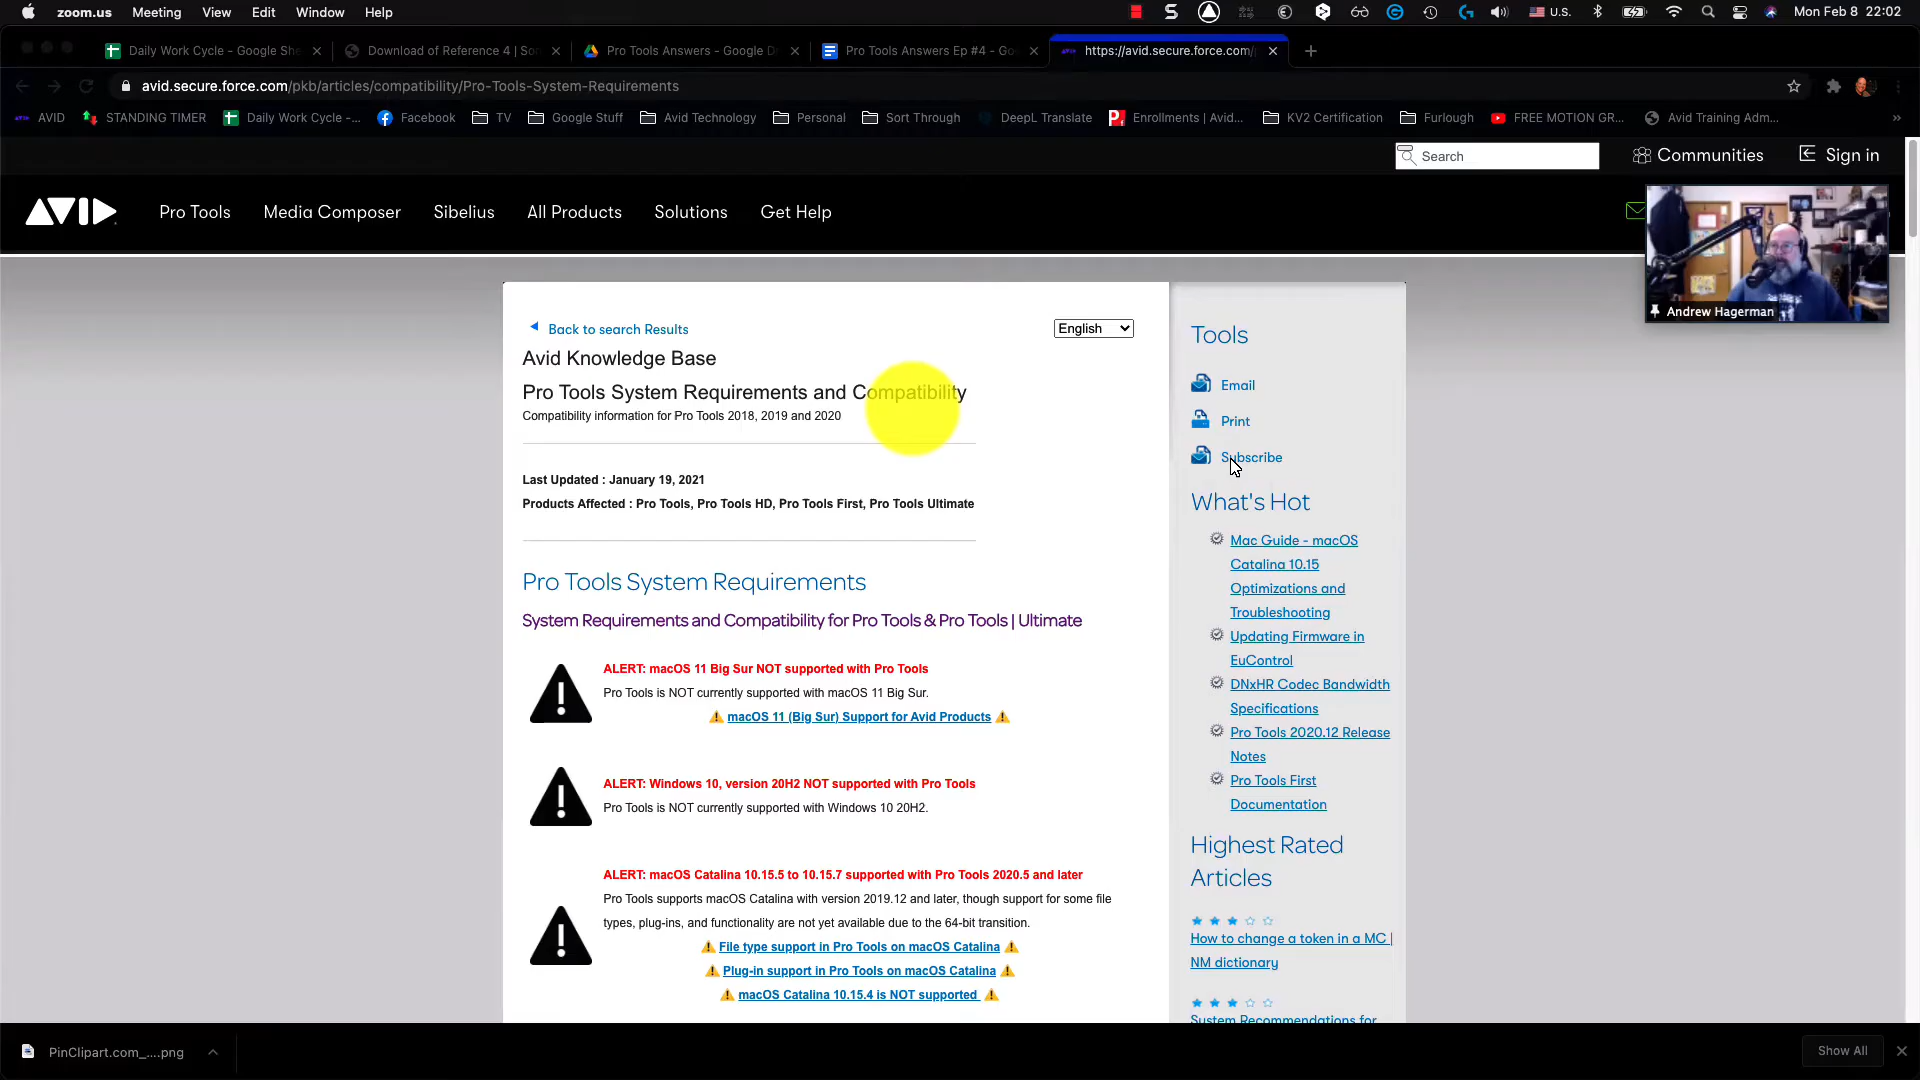 zoom.us Meeting View Edit Window Help U.S. Mon Feb 8 22:02
Daily Work Cycle - Google She Download of Reference 4 | Son Pro Tools Answers - Google Dr Pro Tools Answers Ep #4 - Goo https://avid.secure.force.com/
avid.secure.force.com/pkb/articles/compatibility/Pro-Tools-System-Requirements
AVID STANDING TIMER Daily Work Cycle -... Facebook TV Google Stuff Avid Technology Personal Sort Through DeepL Translate Enrollments | Avid... KV2 Certification Furlough FREE MOTION GR... Avid Training Adm... »
Search Communities Sign in
AVID Pro Tools Media Composer Sibelius All Products Solutions Get Help
Andrew Hagerman
Back to search Results English
Avid Knowledge Base
Pro Tools System Requirements and Compatibility
Compatibility information for Pro Tools 2018, 2019 and 2020
Last Updated : January 19, 2021
Products Affected : Pro Tools, Pro Tools HD, Pro Tools First, Pro Tools Ultimate
Pro Tools System Requirements
System Requirements and Compatibility for Pro Tools & Pro Tools | Ultimate
ALERT: macOS 11 Big Sur NOT supported with Pro Tools
Pro Tools is NOT currently supported with macOS 11 Big Sur.
macOS 11 (Big Sur) Support for Avid Products
ALERT: Windows 10, version 20H2 NOT supported with Pro Tools
Pro Tools is NOT currently supported with Windows 10 20H2.
ALERT: macOS Catalina 10.15.5 to 10.15.7 supported with Pro Tools 2020.5 and later
Pro Tools supports macOS Catalina with version 2019.12 and later, though support for some file
types, plug-ins, and functionality are not yet available due to the 64-bit transition.
File type support in Pro Tools on macOS Catalina
Plug-in support in Pro Tools on macOS Catalina
macOS Catalina 10.15.4 is NOT supported
Tools
Email
Print
Subscribe
What's Hot
Mac Guide - macOS
Catalina 10.15
Optimizations and
Troubleshooting
Updating Firmware in
EuControl
DNxHR Codec Bandwidth
Specifications
Pro Tools 2020.12 Release
Notes
Pro Tools First
Documentation
Highest Rated
Articles
How to change a token in a MC |
NM dictionary
System Recommendations for
PinClipart.com_....png Show All